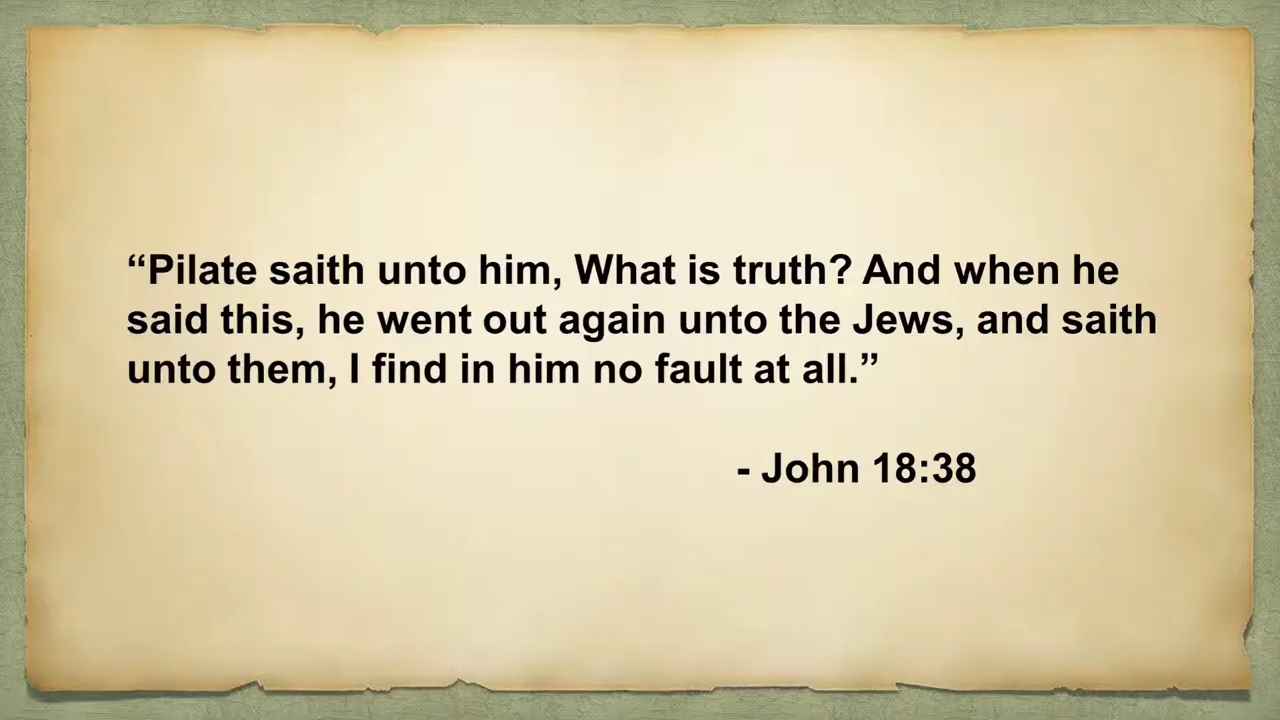 “Pilate saith unto him, What is truth? And when he
said this, he went out again unto the Jews, and saith
unto them, I find in him no fault at all.”
- John 18:38